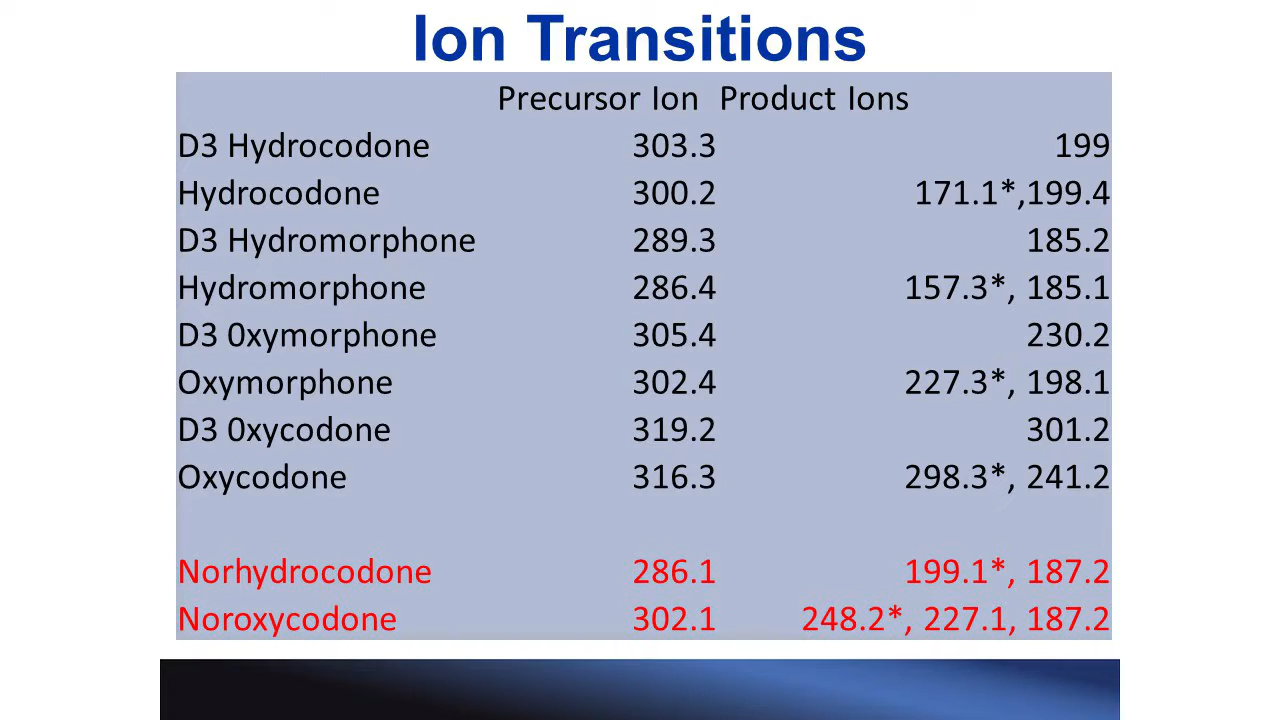 Ion Transitions
Precursor Ion Product Ions
D3 Hydrocodone 303.3 199
Hydrocodone 300.2 171.1*,199.4
D3 Hydromorphone 289.3 185.2
Hydromorphone 286.4 157.3*, 185.1
D3 0xymorphone 305.4 230.2
Oxymorphone 302.4 227.3*, 198.1
D3 0xycodone 319.2 301.2
Oxycodone 316.3 298.3*, 241.2
Norhydrocodone 286.1 199.1*, 187.2
Noroxycodone 302.1 248.2*, 227.1, 187.2